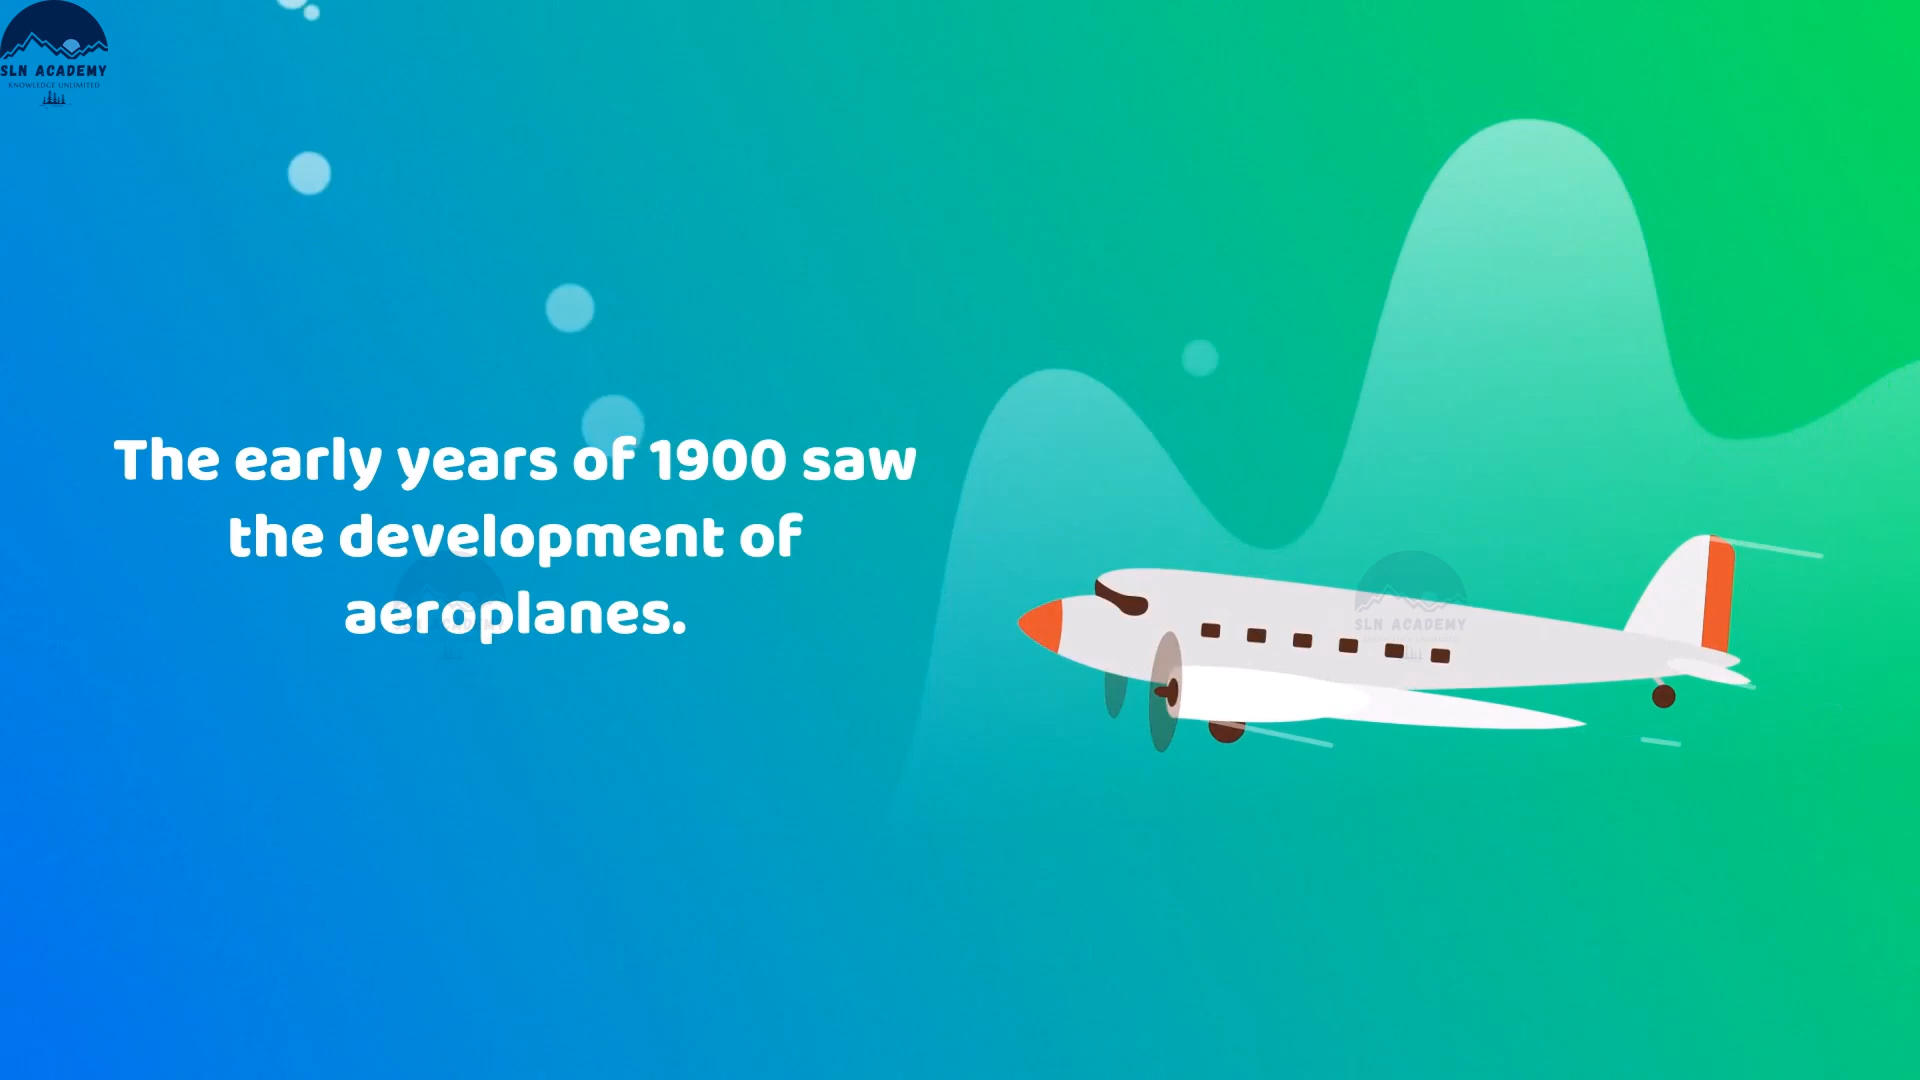 SLN ACADEMY
KNOWLEDGE UNLIMITED
The early years of 1900 saw
the development of
aeroplanes.
SLN ACADEMY